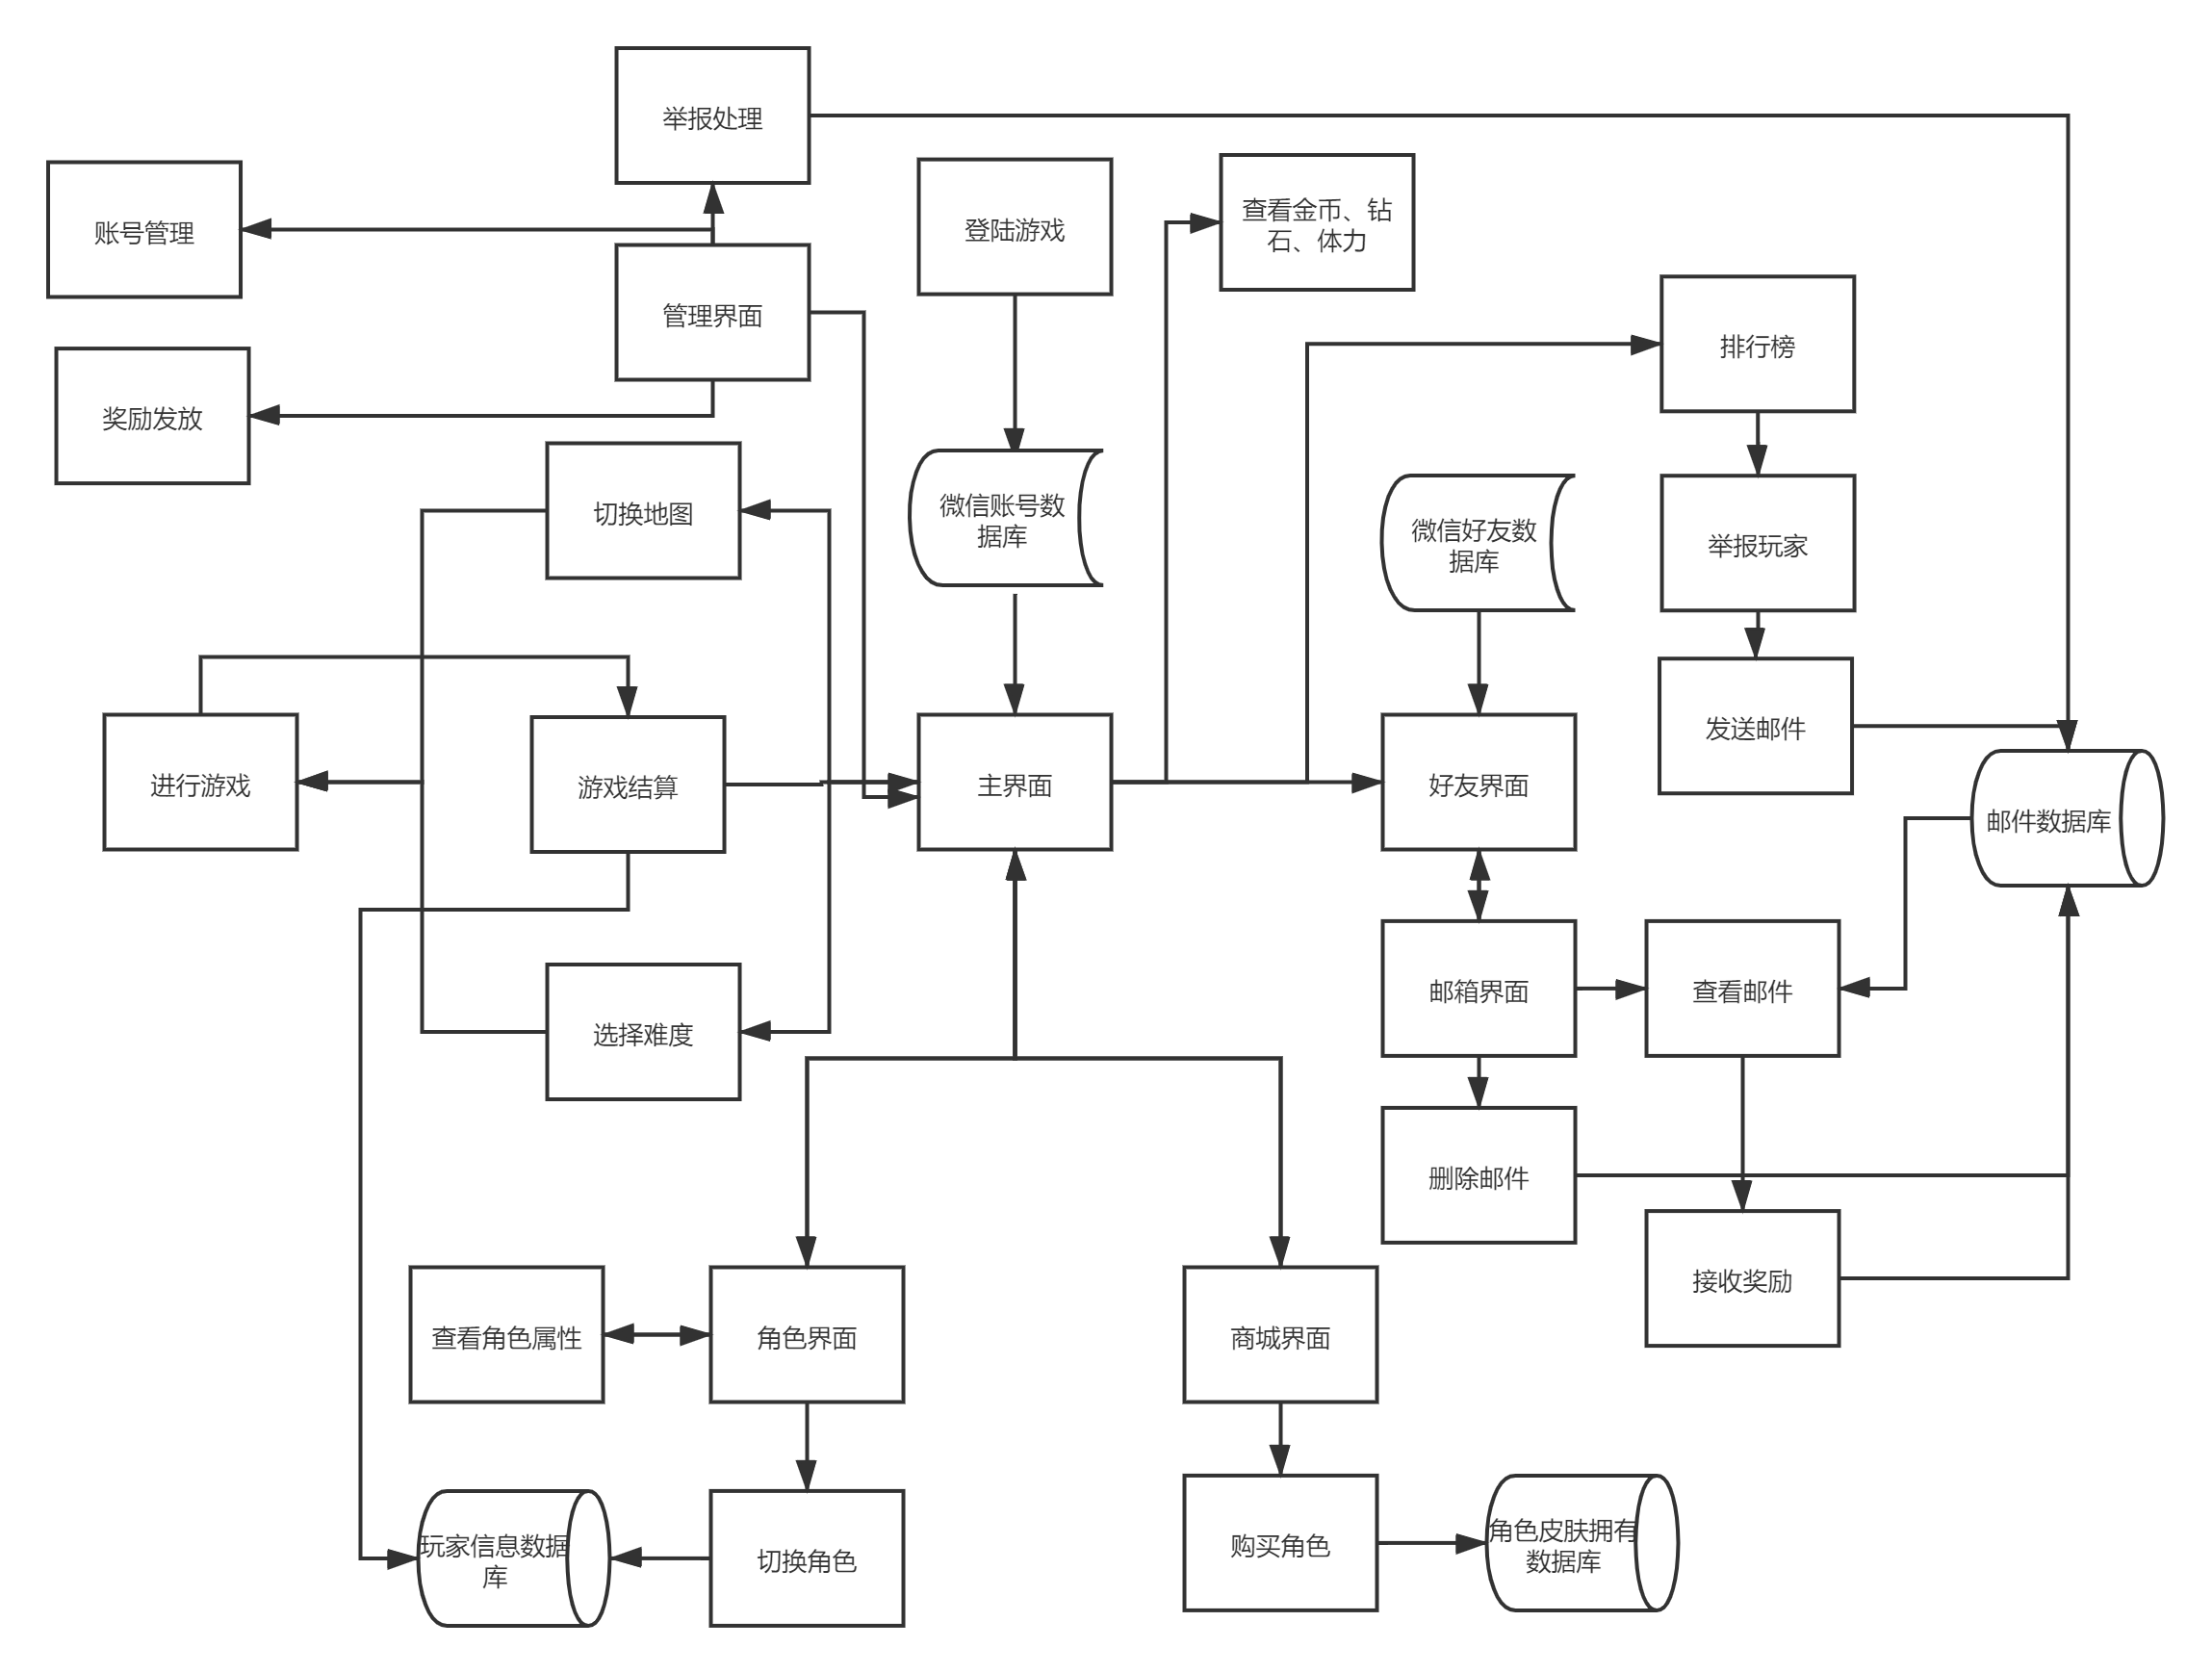 举报处理
账号管理
登陆游戏
查看金币、钻
石、体力
管理界面
排行榜
奖励发放
切换地图
微信账号数
据库
微信好友数
据库
举报玩家
发送邮件
进行游戏
游戏结算
主界面
好友界面
邮件数据库
邮箱界面
查看邮件
选择难度
删除邮件
接收奖励
查看角色属性
角色界面
商城界面
玩家信息数据
库
切换角色
购买角色
角色皮肤拥有
数据库